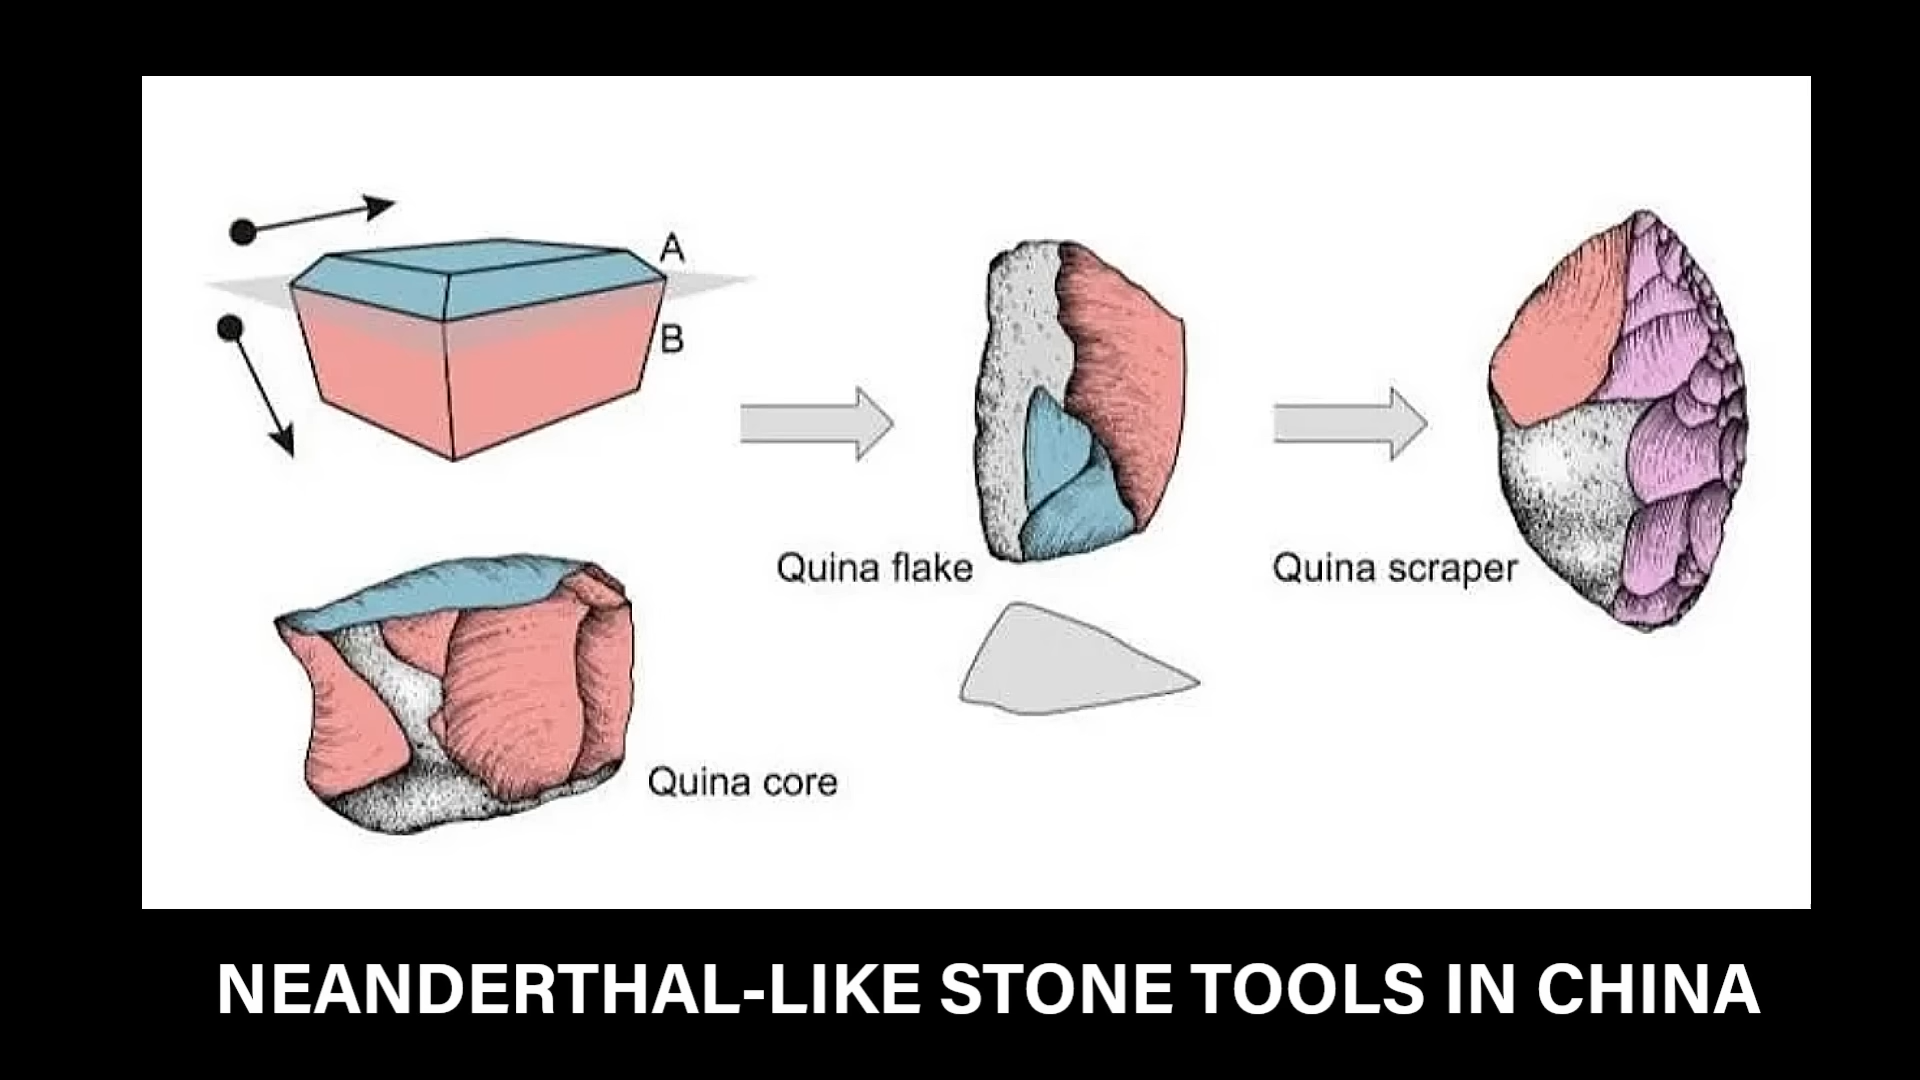 A
B
Quina flake
Quina scraper
Quina core
NEANDERTHAL-LIKE STONE TOOLS IN CHINA